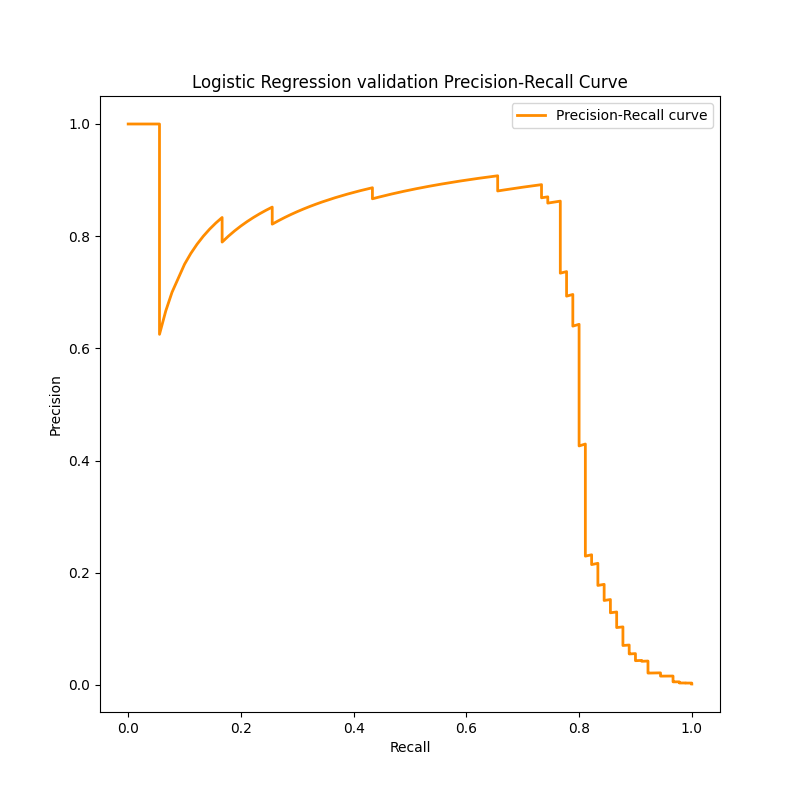 Logistic Regression validation Precision-Recall Curve
Precision-Recall curve
1.0
0.8
0.6
0.4
0.2
0.0
Precision
0.0 0.2 0.4 0.6 0.8 1.0
Recall